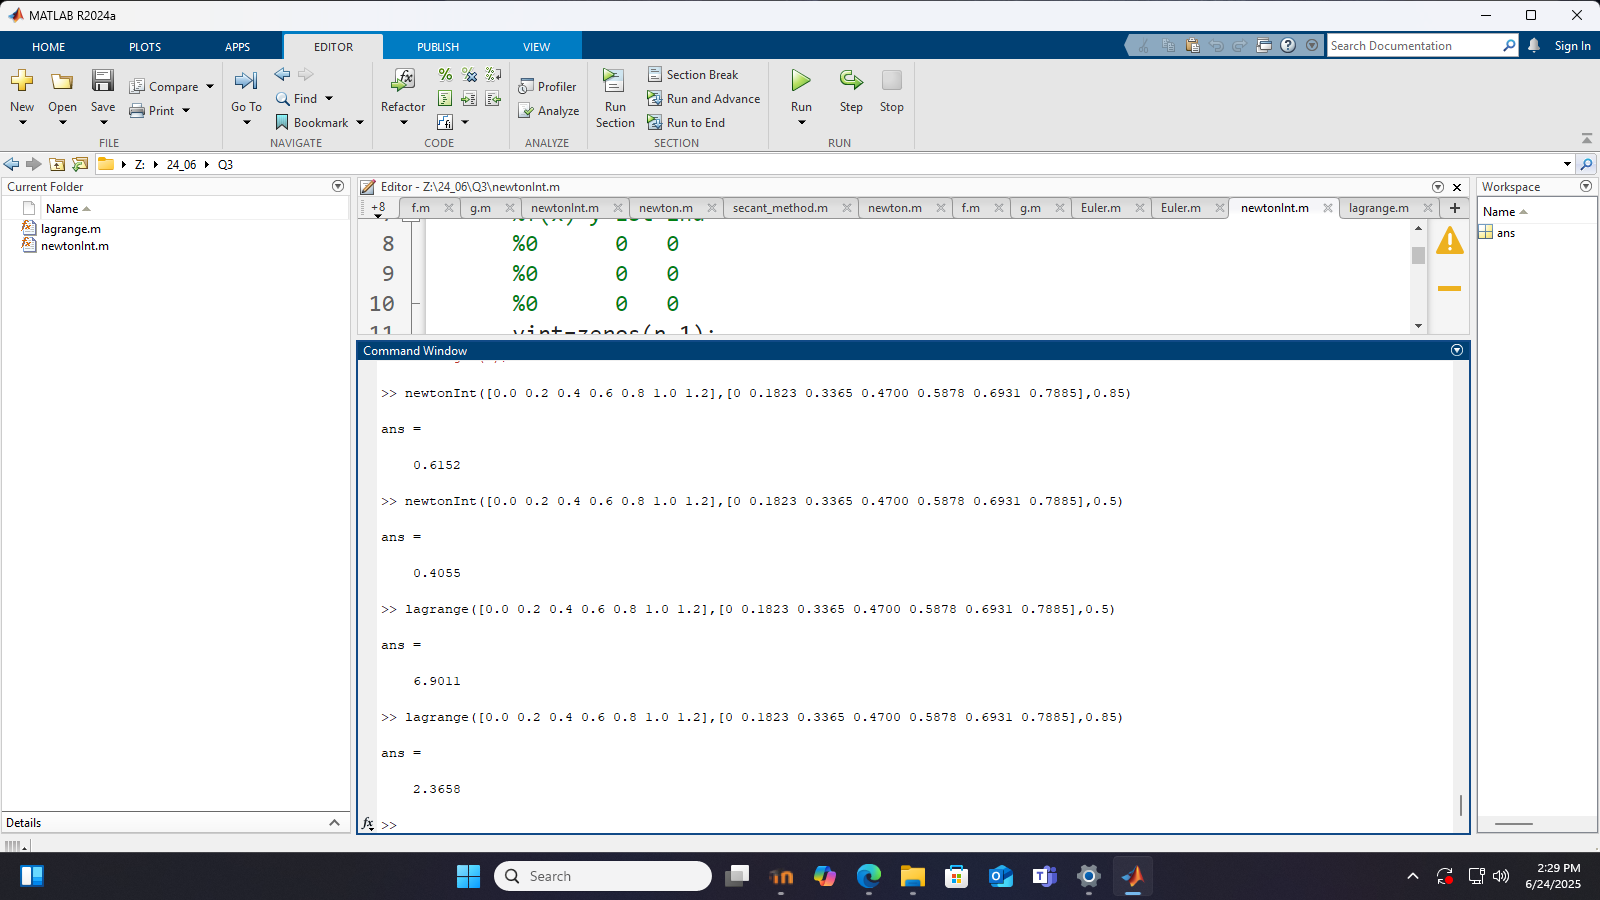 MATLAB R2024a
HOME PLOTS APPS EDITOR PUBLISH VIEW
Search Documentation
Sign In
New Open Save
Compare
Print
FILE
Go To
Find
Bookmark
NAVIGATE
Refactor
CODE
Profiler
Analyze
ANALYZE
Run Section
Section Break
Run and Advance
Run to End
SECTION
Run Step Stop
RUN
Z: 24_06 Q3
Current Folder
Name
lagrange.m
newtonInt.m
Details
Editor - Z:\24_06\Q3\newtonInt.m
+8 f.m g.m newtonInt.m newton.m secant_method.m newton.m f.m g.m Euler.m Euler.m newtonInt.m lagrange.m
8 %0 0 0
9 %0 0 0
10 %0 0 0
11 yint=zeros(n,1);
Command Window
>> newtonInt([0.0 0.2 0.4 0.6 0.8 1.0 1.2],[0 0.1823 0.3365 0.4700 0.5878 0.6931 0.7885],0.85)
ans =
0.6152
>> newtonInt([0.0 0.2 0.4 0.6 0.8 1.0 1.2],[0 0.1823 0.3365 0.4700 0.5878 0.6931 0.7885],0.5)
ans =
0.4055
>> lagrange([0.0 0.2 0.4 0.6 0.8 1.0 1.2],[0 0.1823 0.3365 0.4700 0.5878 0.6931 0.7885],0.5)
ans =
6.9011
>> lagrange([0.0 0.2 0.4 0.6 0.8 1.0 1.2],[0 0.1823 0.3365 0.4700 0.5878 0.6931 0.7885],0.85)
ans =
2.3658
fx >>
Workspace
Name
ans
Search
2:29 PM
6/24/2025